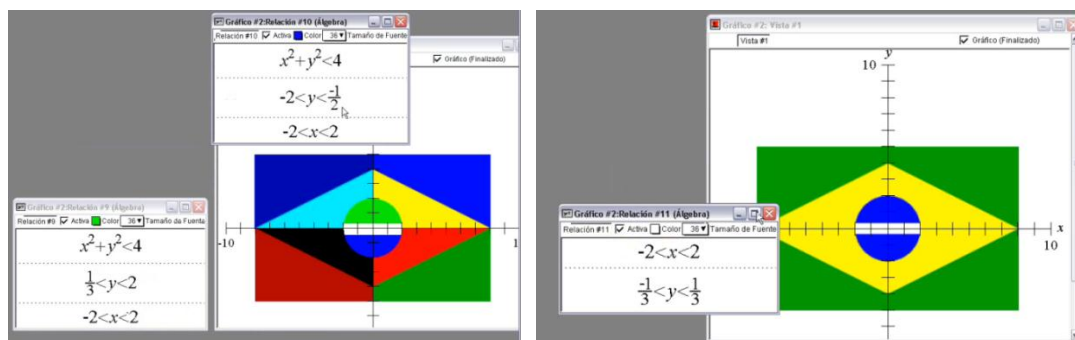 Gráfico #2:Relación #10 (Álgebra)
Relación #10 Activa Color 36 Tamaño de Fuente
x²+y²<4
-2<y<-1/2
-2<x<2
Gráfico (Finalizado)
-10
1
Gráfico #2:Relación #9 (Álgebra)
Relación #9 Activa Color 36 Tamaño da Fuente
x²+y²<4
1/3<y<2
-2<x<2
Gráfico #2: Vista #1
Vista #1
Gráfico (Finalizado)
y
10
x
10
Gráfico #2:Relación #11 (Álgebra)
Relación #11 Activa Color 36 Tamaño de Fuente
-2<x<2
-1/3<y<1/3